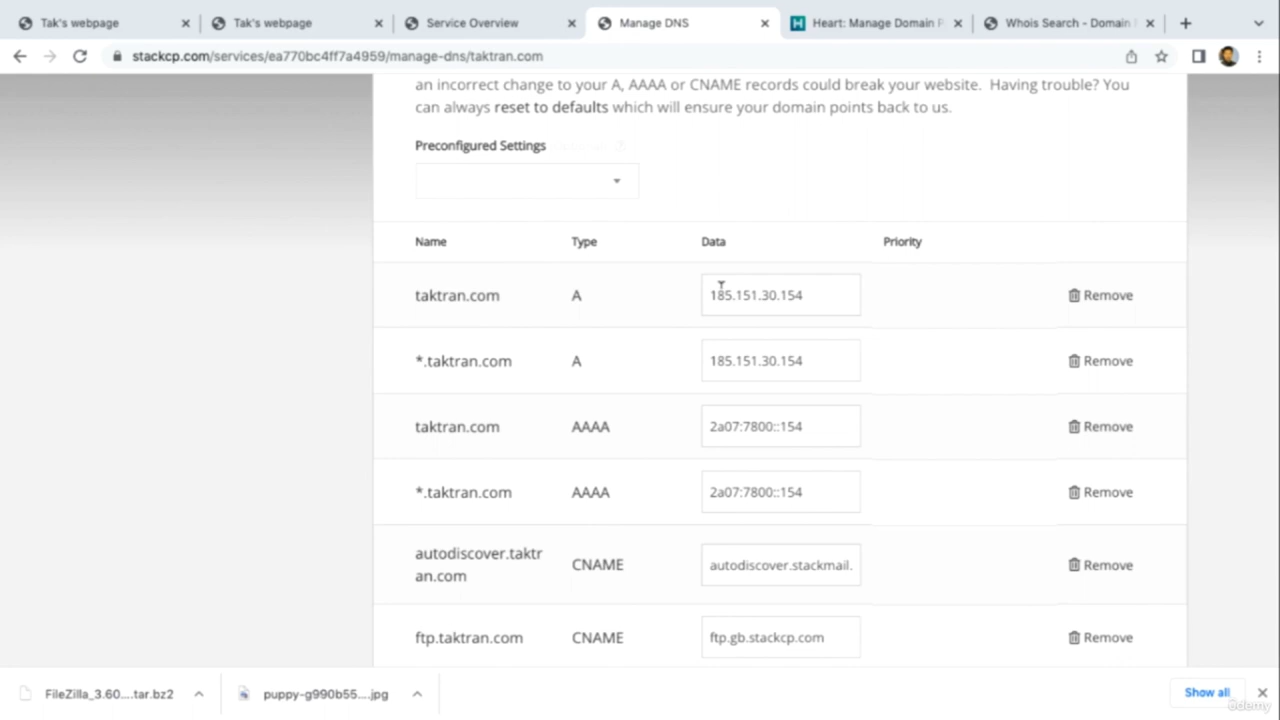 Tak's webpage
Tak's webpage
Service Overview
Manage DNS
Heart: Manage Domain
Whois Search - Domain
stackcp.com/services/ea770bc4ff7a4959/manage-dns/taktran.com
an incorrect change to your A, AAAA or CNAME records could break your website. Having trouble? You
can always reset to defaults which will ensure your domain points back to us.
Preconfigured Settings
Name Type Data Priority
taktran.com A 185.151.30.154 Remove
*.taktran.com A 185.151.30.154 Remove
taktran.com AAAA 2a07:7800::154 Remove
*.taktran.com AAAA 2a07:7800::154 Remove
autodiscover.taktr
an.com CNAME autodiscover.stackmail. Remove
ftp.taktran.com CNAME ftp.gb.stackcp.com Remove
FileZilla_3.60....tar.bz2
puppy-g990b55....jpg
Show all
ûdemy